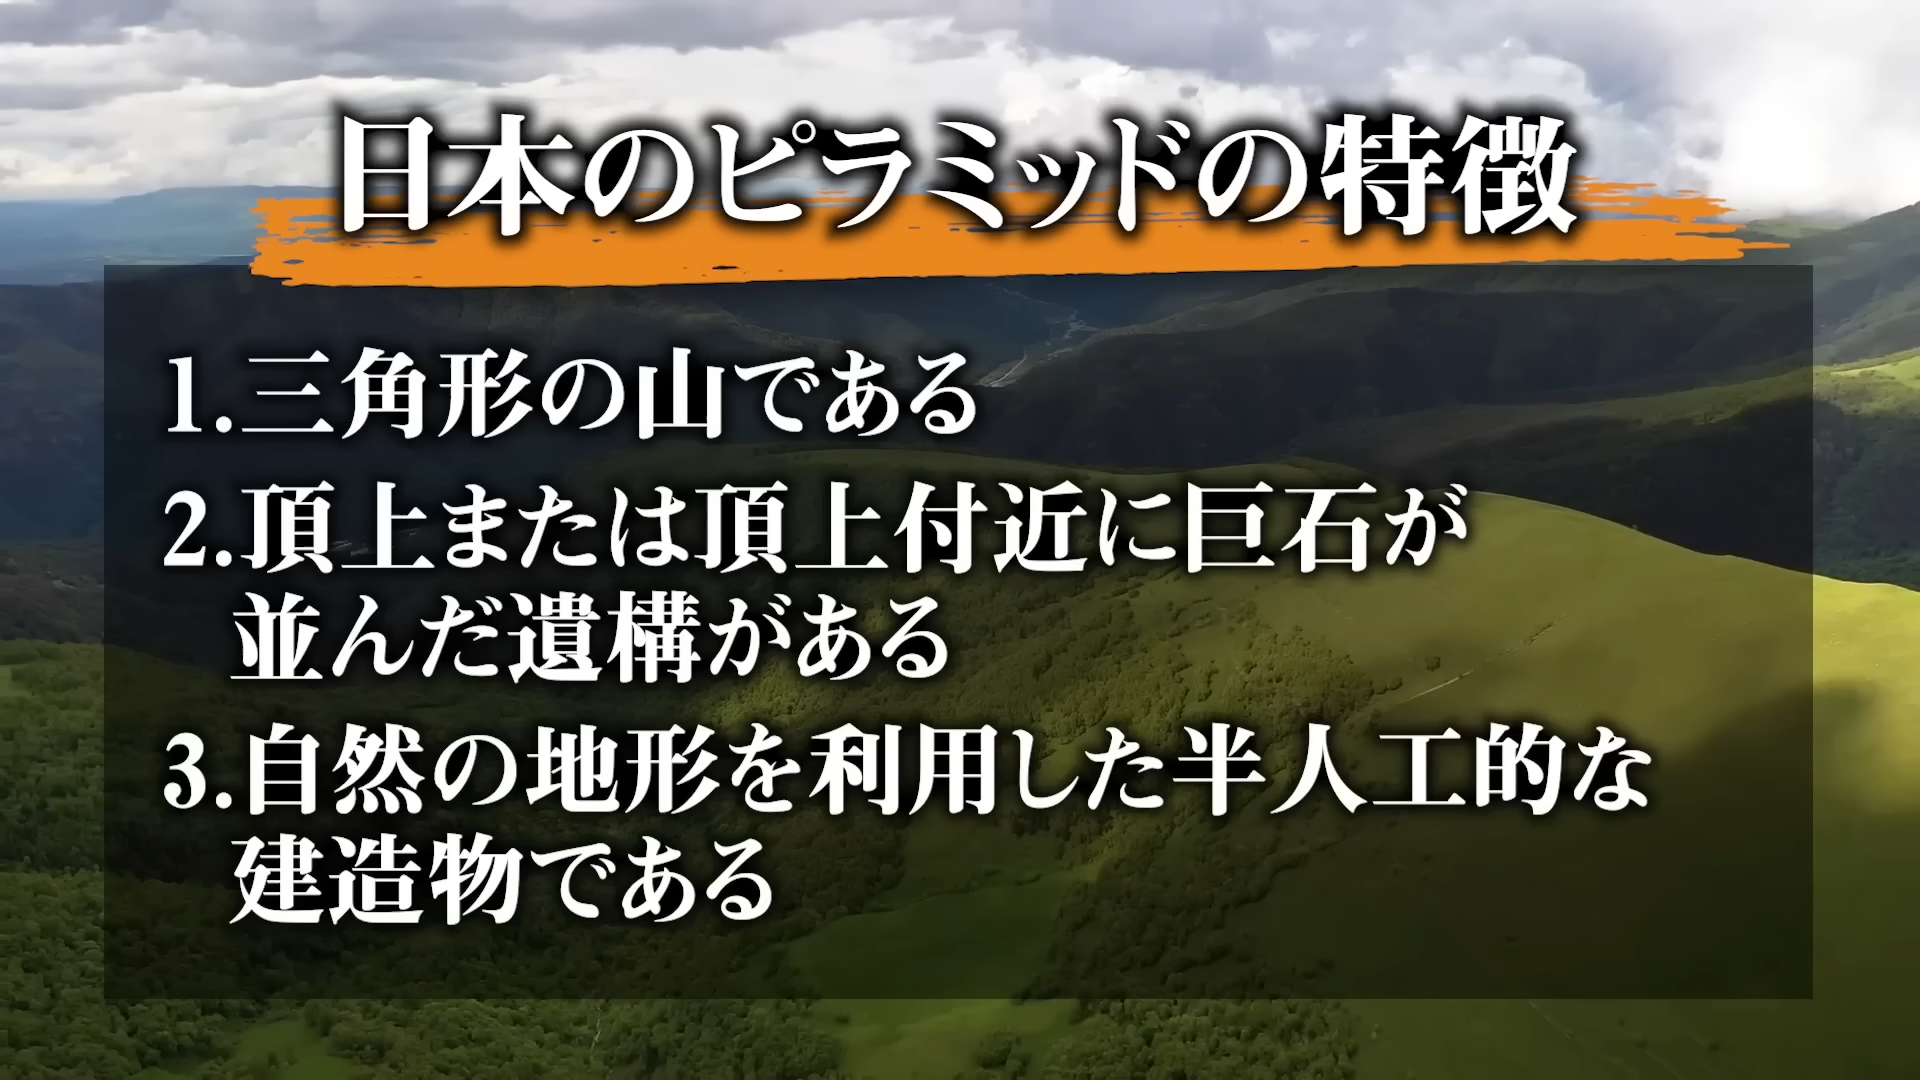 日本のピラミッドの特徴
1.三角形の山である
2.頂上または頂上付近に巨石が
並んだ遺構がある
3.自然の地形を利用した半人工的な
建造物である